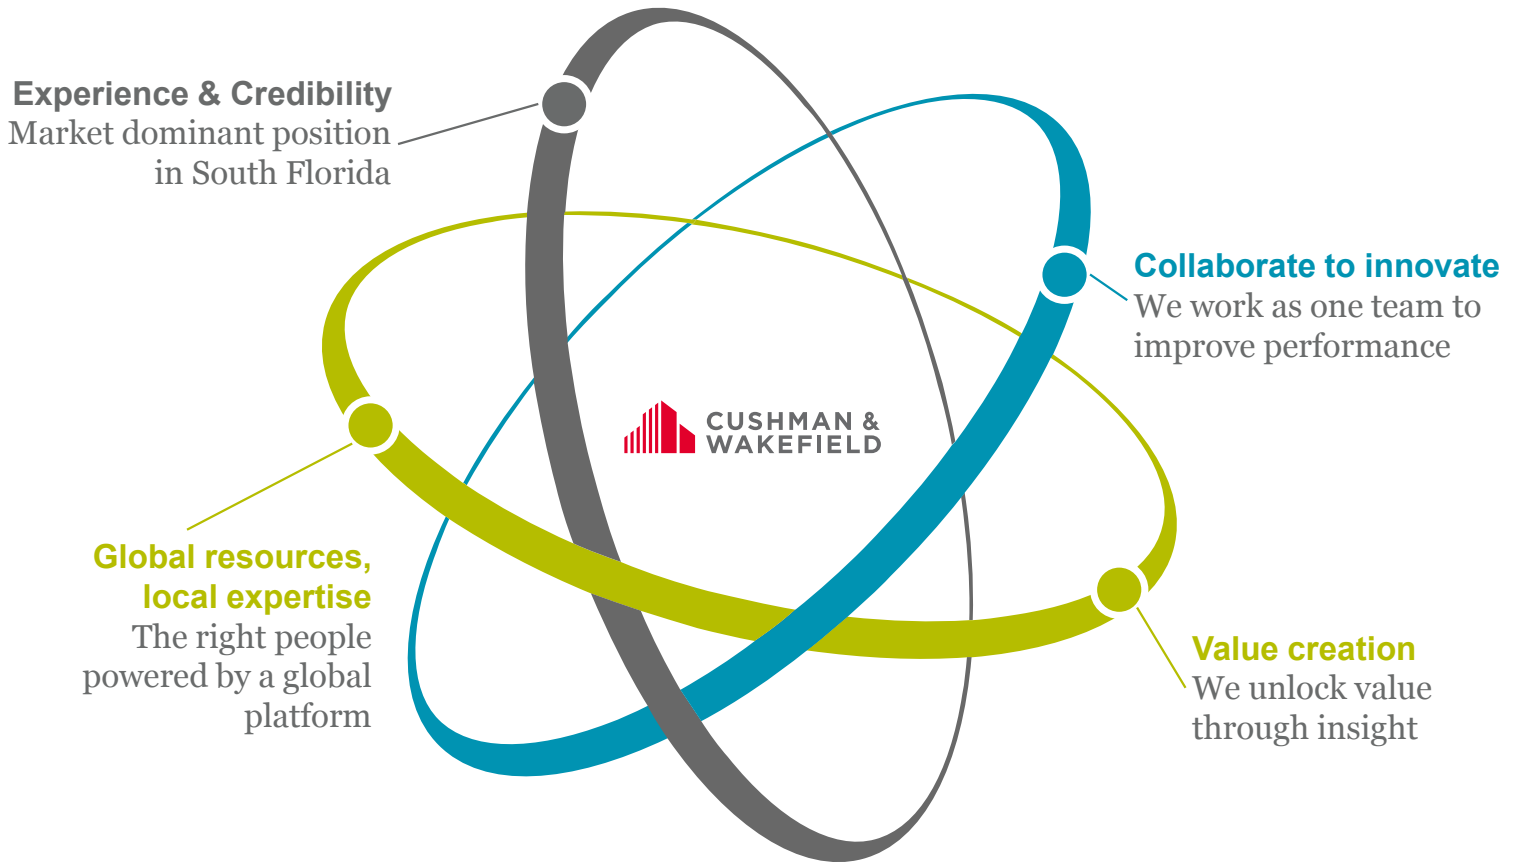 Experience & Credibility
Market dominant position
in South Florida
Collaborate to innovate
We work as one team to
improve performance
CUSHMAN &
WAKEFIELD
Global resources,
local expertise
The right people
powered by a global
platform
Value creation
We unlock value
through insight